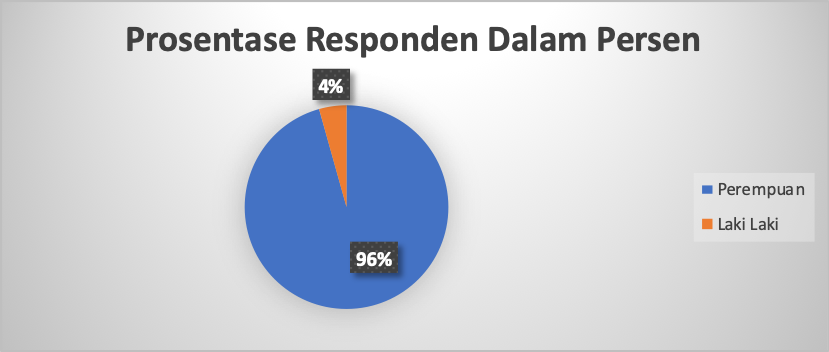 Prosentase Responden Dalam Persen
4%
96%
Perempuan
Laki Laki